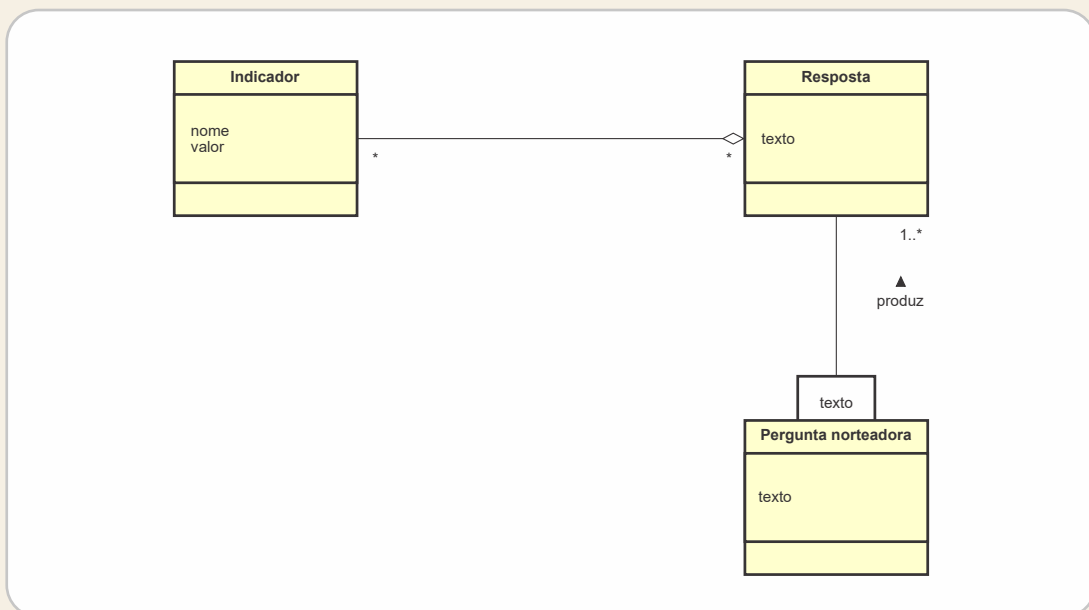 Indicador
nome
valor
*
*
Resposta
texto
1..*
▲
produz
texto
Pergunta norteadora
texto